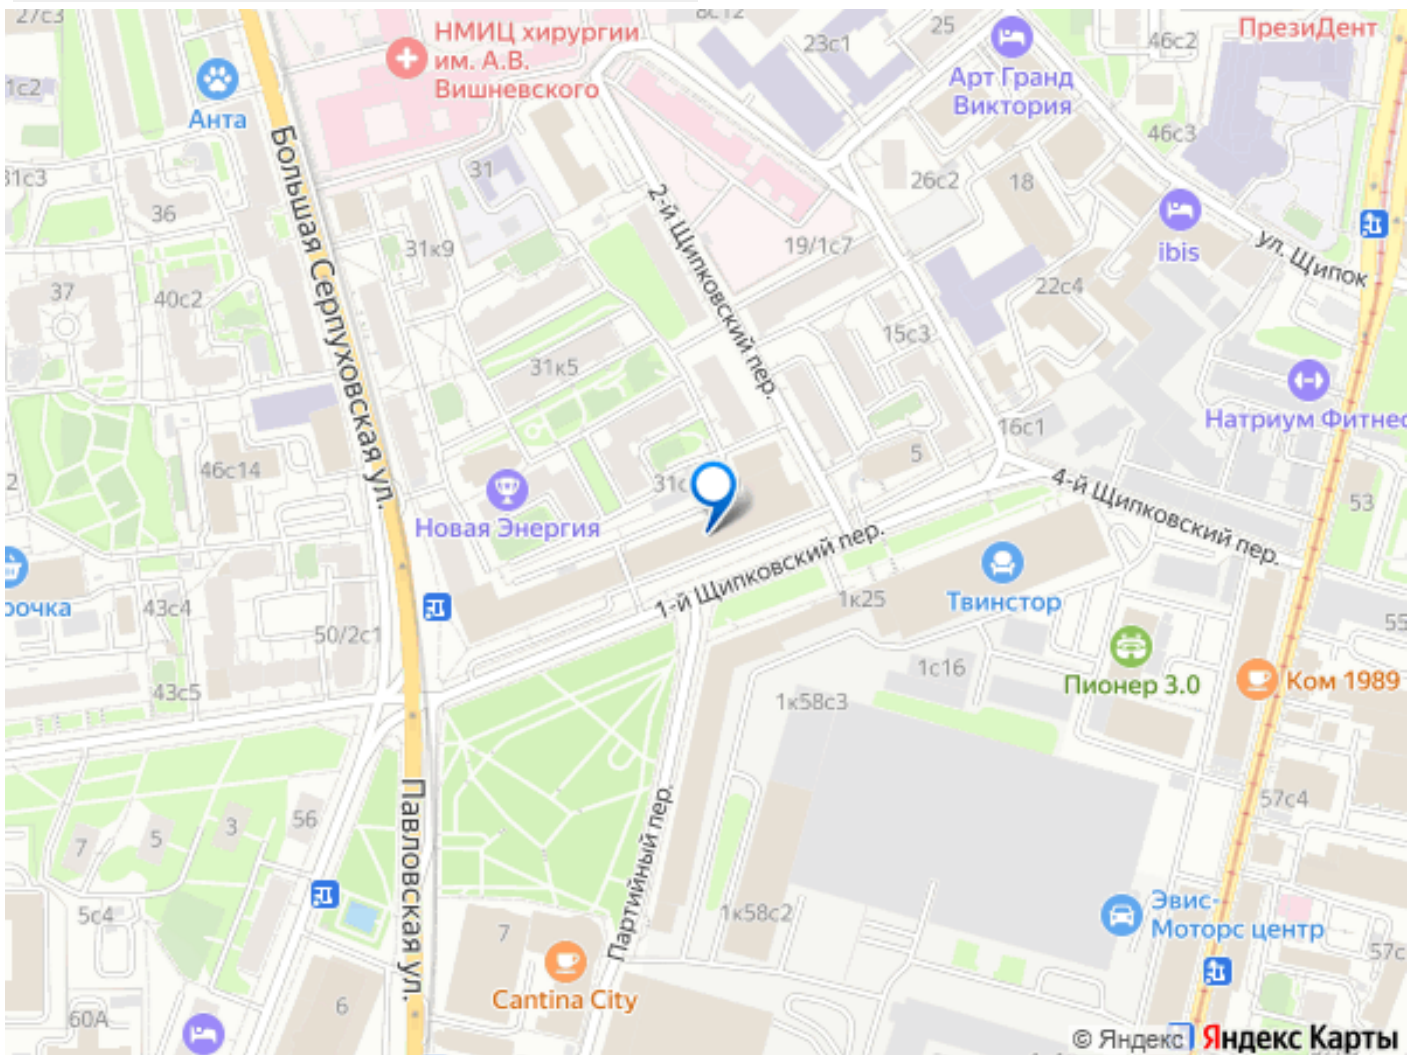 27с3
8с12
25
НМИЦ хирургии
им. А.В.
Вишневского
23с1
46с2
ПрезиДент
Арт Гранд
Виктория
1с2
Анта
Большая Серпуховская ул.
46с3
31с3
31
36
2-й Щипковский пер.
26с2
18
31к9
19/1с7
ibis
ул. Щипок
37
40с2
22с4
15с3
31к5
Натриум Фитнес
16с1
46с14
5
2
31с
4-й Щипковский пер.
53
Новая Энергия
1-й Щипковский пер.
Твинстор
1к25
рочка
43с4
50/2с1
55
1с16
Пионер 3.0
Ком 1989
43с5
1к58с3
Павловская ул.
57с4
56
3
5
7
Партийный пер.
5с4
1к58с2
Эвис-
Моторс центр
7
57с
Cantina City
6
60А
© Яндекс
Яндекс Карты